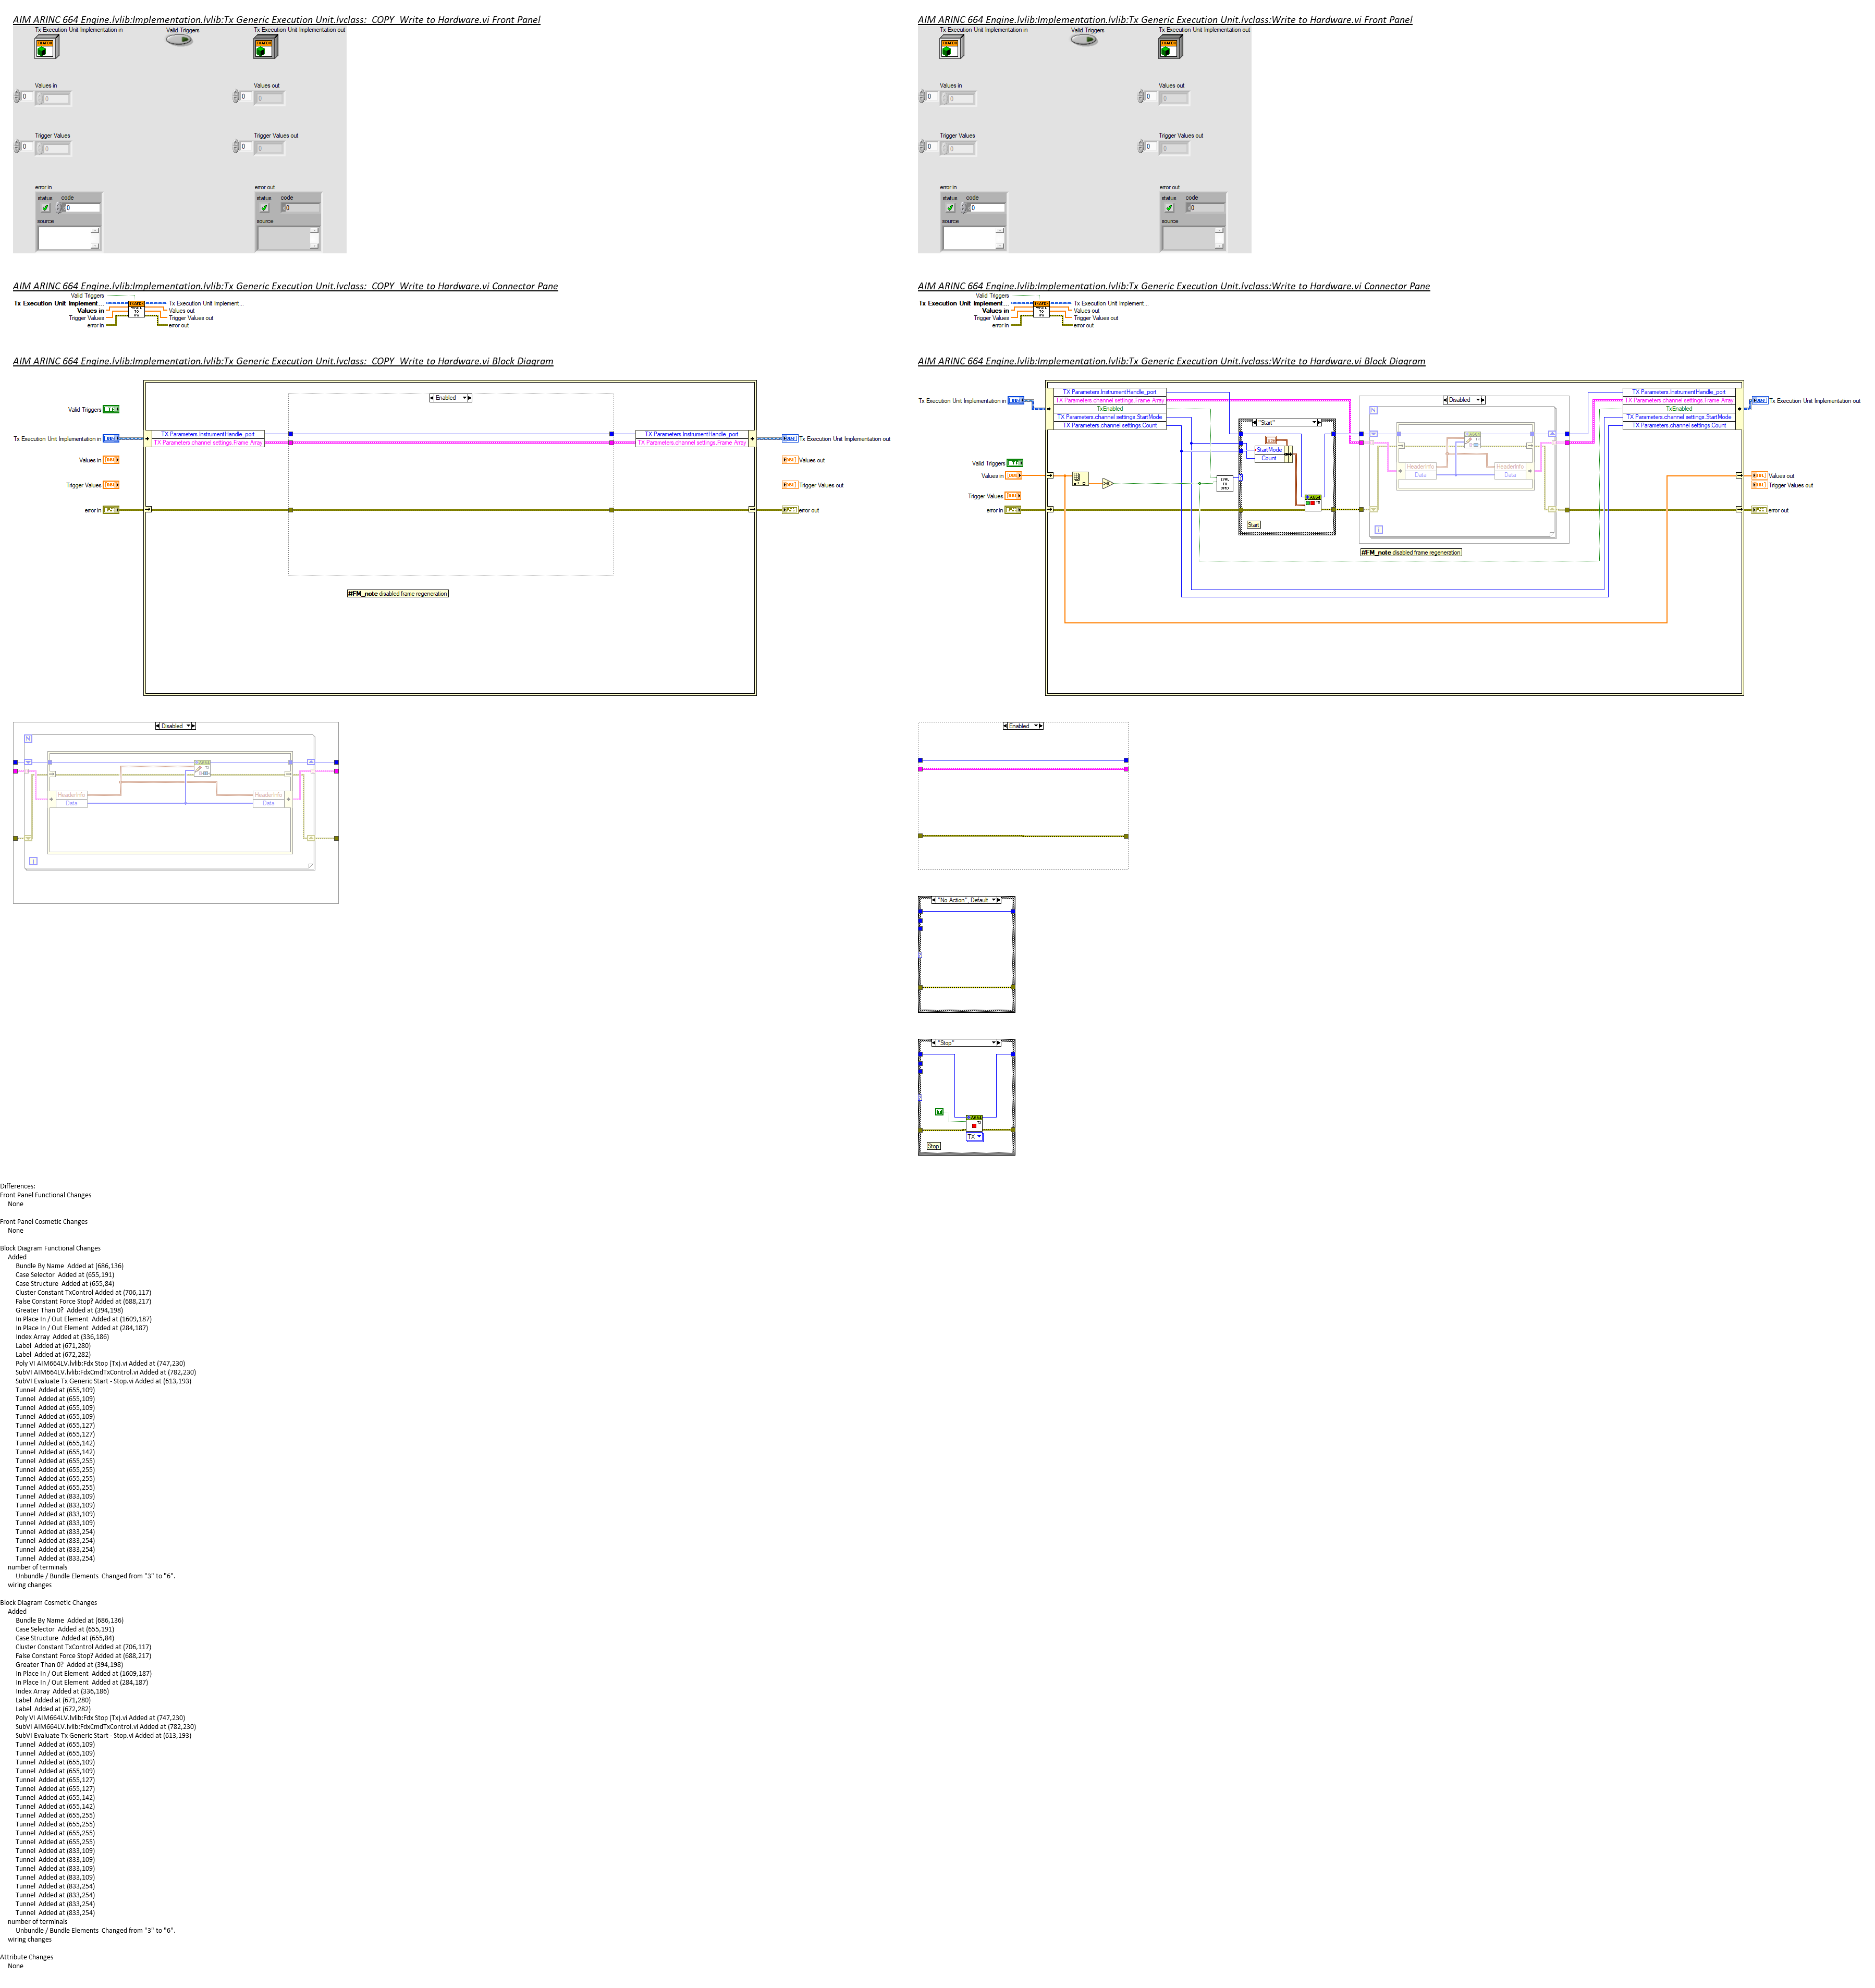 AIM ARINC 664 Engine.lvlib:Implementation.lvlib:Tx Generic Execution Unit.lvclass:_COPY_Write to Hardware.vi Front Panel
Tx Execution Unit Implementation in
Valid Triggers
Tx Execution Unit Implementation out
Values in
Values out
0
0
0
0
Trigger Values
Trigger Values out
0
0
0
0
error in
error out
status code
status code
0
0
source
source
AIM ARINC 664 Engine.lvlib:Implementation.lvlib:Tx Generic Execution Unit.lvclass:Write to Hardware.vi Front Panel
Tx Execution Unit Implementation in
Valid Triggers
Tx Execution Unit Implementation out
Values in
Values out
0
0
0
0
Trigger Values
Trigger Values out
0
0
0
0
error in
error out
status code
status code
0
0
source
source
AIM ARINC 664 Engine.lvlib:Implementation.lvlib:Tx Generic Execution Unit.lvclass:_COPY_Write to Hardware.vi Connector Pane
Valid Triggers
Tx Execution Unit Implement...
Tx Execution Unit Implement...
Values in
Values out
Trigger Values
Trigger Values out
error in
error out
AIM ARINC 664 Engine.lvlib:Implementation.lvlib:Tx Generic Execution Unit.lvclass:Write to Hardware.vi Connector Pane
Valid Triggers
Tx Execution Unit Implement...
Tx Execution Unit Implement...
Values in
Values out
Trigger Values
Trigger Values out
error in
error out
AIM ARINC 664 Engine.lvlib:Implementation.lvlib:Tx Generic Execution Unit.lvclass:_COPY_Write to Hardware.vi Block Diagram
Enabled
Valid Triggers
Tx Execution Unit Implementation in
TX Parameters.InstrumentHandle_port
TX Parameters.channel settings.Frame Array
TX Parameters.InstrumentHandle_port
TX Parameters.channel settings.Frame Array
Tx Execution Unit Implementation out
Values in
Values out
Trigger Values
Trigger Values out
error in
error out
#FM_note disabled frame regeneration
AIM ARINC 664 Engine.lvlib:Implementation.lvlib:Tx Generic Execution Unit.lvclass:Write to Hardware.vi Block Diagram
Tx Execution Unit Implementation in
TX Parameters.InstrumentHandle_port
TX Parameters.channel settings.Frame Array
TxEnabled
TX Parameters.channel settings.StartMode
TX Parameters.channel settings.Count
"Start"
StartMode
Count
EVAL
TX
CMD
Start
Disabled
N
HeaderInfo
Data
HeaderInfo
Data
i
#FM_note disabled frame regeneration
TX Parameters.InstrumentHandle_port
TX Parameters.channel settings.Frame Array
TxEnabled
TX Parameters.channel settings.StartMode
TX Parameters.channel settings.Count
Tx Execution Unit Implementation out
Valid Triggers
Values in
Values out
Trigger Values
Trigger Values out
error in
error out
Disabled
N
HeaderInfo
Data
HeaderInfo
Data
i
Enabled
"No Action", Default
"Stop"
TX
Stop
Differences:
Front Panel Functional Changes
None
Front Panel Cosmetic Changes
None
Block Diagram Functional Changes
Added
Bundle By Name Added at (686,136)
Case Selector Added at (655,191)
Case Structure Added at (655,84)
Cluster Constant TxControl Added at (706,117)
False Constant Force Stop? Added at (688,217)
Greater Than 0? Added at (394,198)
In Place In / Out Element Added at (1609,187)
In Place In / Out Element Added at (284,187)
Index Array Added at (336,186)
Label Added at (671,280)
Label Added at (672,282)
Poly VI AIM664LV.lvlib:Fdx Stop (Tx).vi Added at (747,230)
SubVI AIM664LV.lvlib:FdxCmdTxControl.vi Added at (782,230)
SubVI Evaluate Tx Generic Start - Stop.vi Added at (613,193)
Tunnel Added at (655,109)
Tunnel Added at (655,109)
Tunnel Added at (655,109)
Tunnel Added at (655,109)
Tunnel Added at (655,127)
Tunnel Added at (655,127)
Tunnel Added at (655,142)
Tunnel Added at (655,142)
Tunnel Added at (655,255)
Tunnel Added at (655,255)
Tunnel Added at (655,255)
Tunnel Added at (655,255)
Tunnel Added at (833,109)
Tunnel Added at (833,109)
Tunnel Added at (833,109)
Tunnel Added at (833,109)
Tunnel Added at (833,254)
Tunnel Added at (833,254)
Tunnel Added at (833,254)
Tunnel Added at (833,254)
number of terminals
Unbundle / Bundle Elements Changed from "3" to "6".
wiring changes
Block Diagram Cosmetic Changes
Added
Bundle By Name Added at (686,136)
Case Selector Added at (655,191)
Case Structure Added at (655,84)
Cluster Constant TxControl Added at (706,117)
False Constant Force Stop? Added at (688,217)
Greater Than 0? Added at (394,198)
In Place In / Out Element Added at (1609,187)
In Place In / Out Element Added at (284,187)
Index Array Added at (336,186)
Label Added at (671,280)
Label Added at (672,282)
Poly VI AIM664LV.lvlib:Fdx Stop (Tx).vi Added at (747,230)
SubVI AIM664LV.lvlib:FdxCmdTxControl.vi Added at (782,230)
SubVI Evaluate Tx Generic Start - Stop.vi Added at (613,193)
Tunnel Added at (655,109)
Tunnel Added at (655,109)
Tunnel Added at (655,109)
Tunnel Added at (655,109)
Tunnel Added at (655,127)
Tunnel Added at (655,127)
Tunnel Added at (655,142)
Tunnel Added at (655,142)
Tunnel Added at (655,255)
Tunnel Added at (655,255)
Tunnel Added at (655,255)
Tunnel Added at (655,255)
Tunnel Added at (833,109)
Tunnel Added at (833,109)
Tunnel Added at (833,109)
Tunnel Added at (833,109)
Tunnel Added at (833,254)
Tunnel Added at (833,254)
Tunnel Added at (833,254)
Tunnel Added at (833,254)
number of terminals
Unbundle / Bundle Elements Changed from "3" to "6".
wiring changes
Attribute Changes
None